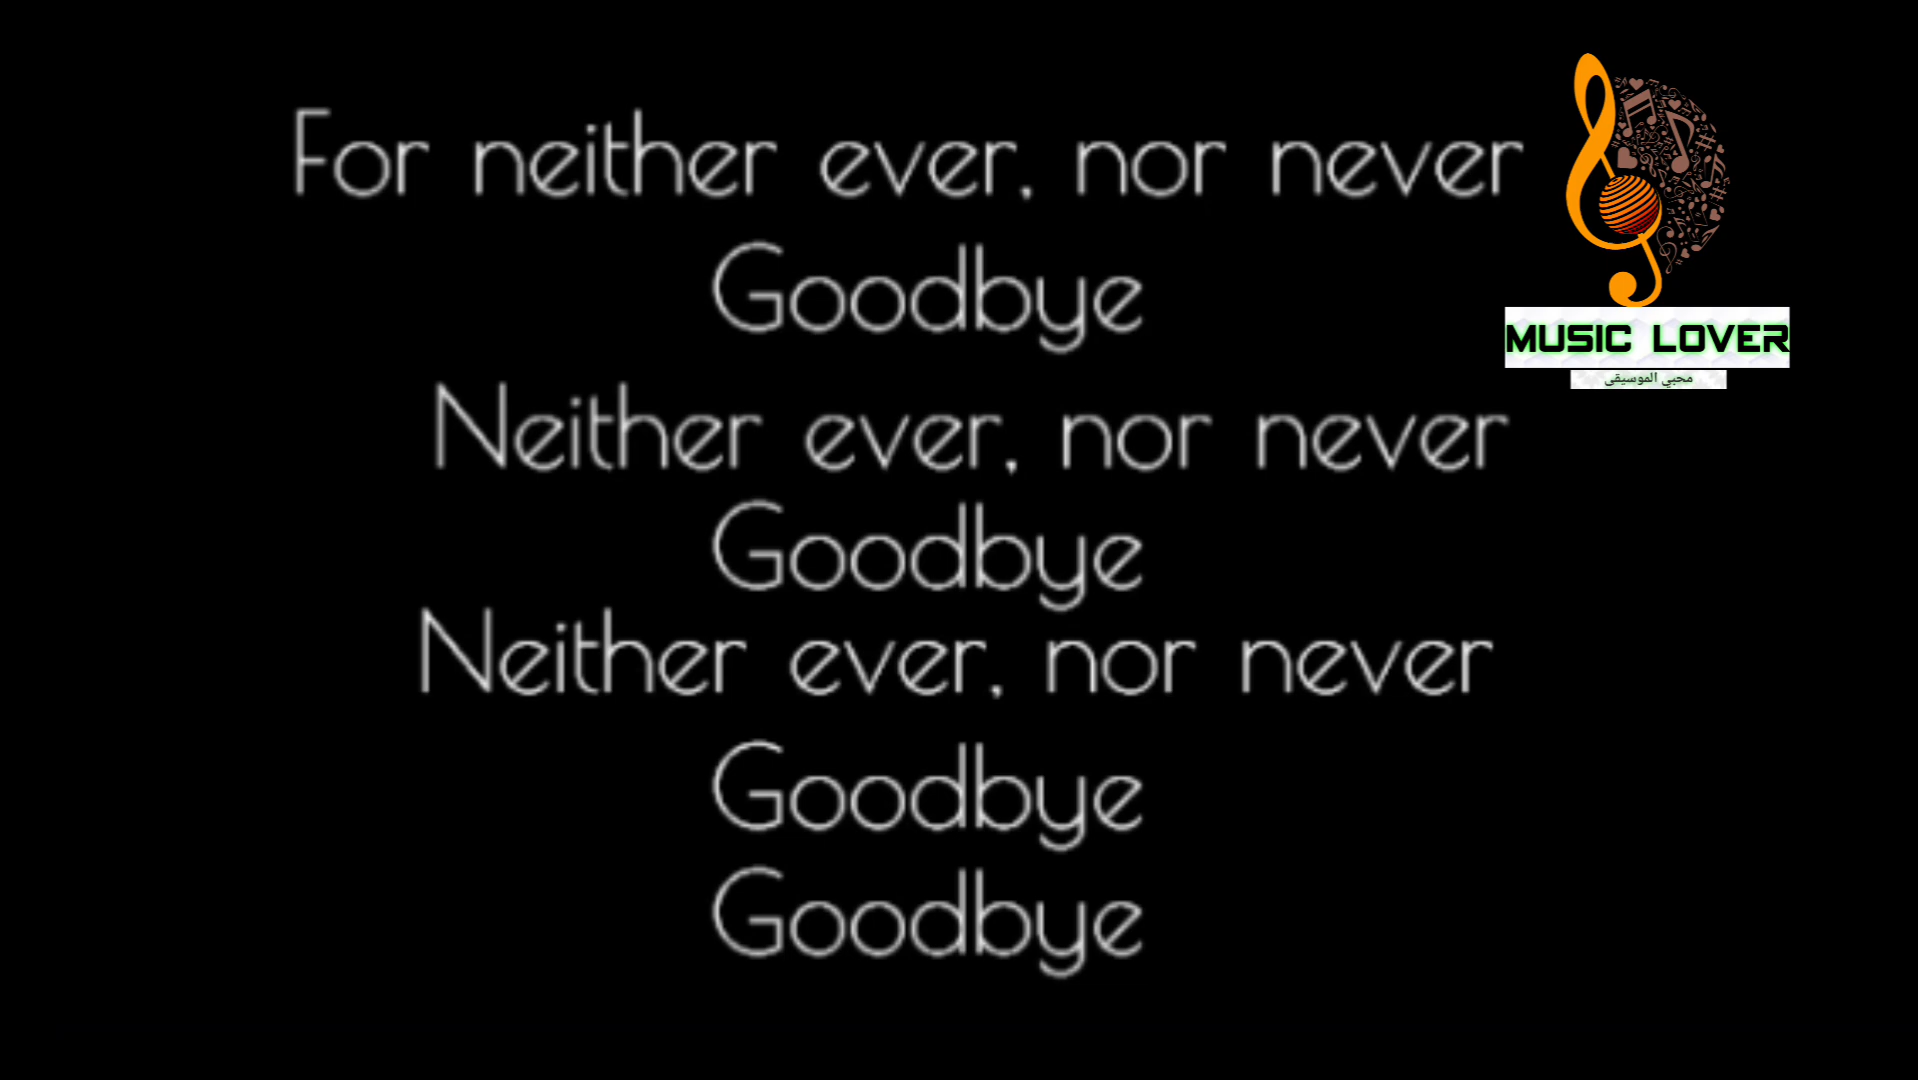 For neither ever, nor never
Goodbye
Neither ever, nor never
Goodbye
Neither ever, nor never
Goodbye
Goodbye
MUSIC LOVER
محبي الموسيقى